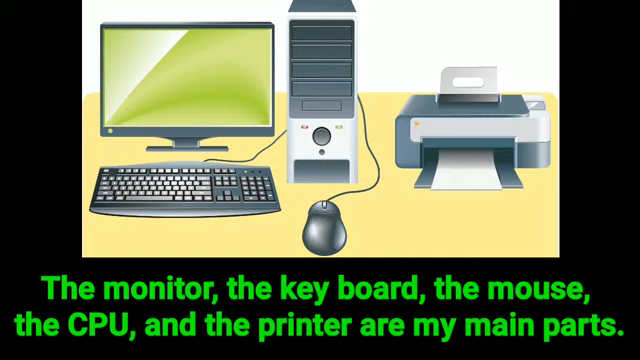 The monitor, the key board, the mouse,
the CPU, and the printer are my main parts.